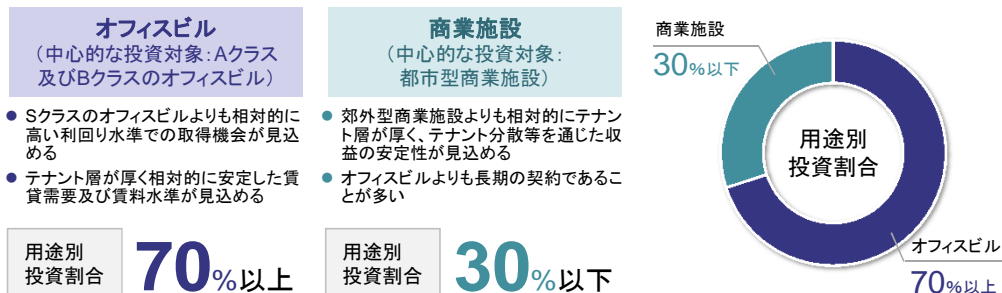 オフィスビル
（中心的な投資対象：Aクラス
及びBクラスのオフィスビル）
● Sクラスのオフィスビルよりも相対的に
高い利回り水準での取得機会が見込
める
● テナント層が厚く相対的に安定した賃
貸需要及び賃料水準が見込める
用途別
投資割合
70%以上
商業施設
（中心的な投資対象：
都市型商業施設）
● 郊外型商業施設よりも相対的にテナン
ト層が厚く、テナント分散等を通じた収
益の安定性が見込める
● オフィスビルよりも長期の契約であるこ
とが多い
用途別
投資割合
30%以下
商業施設
30%以下
用途別
投資割合
オフィスビル
70%以上